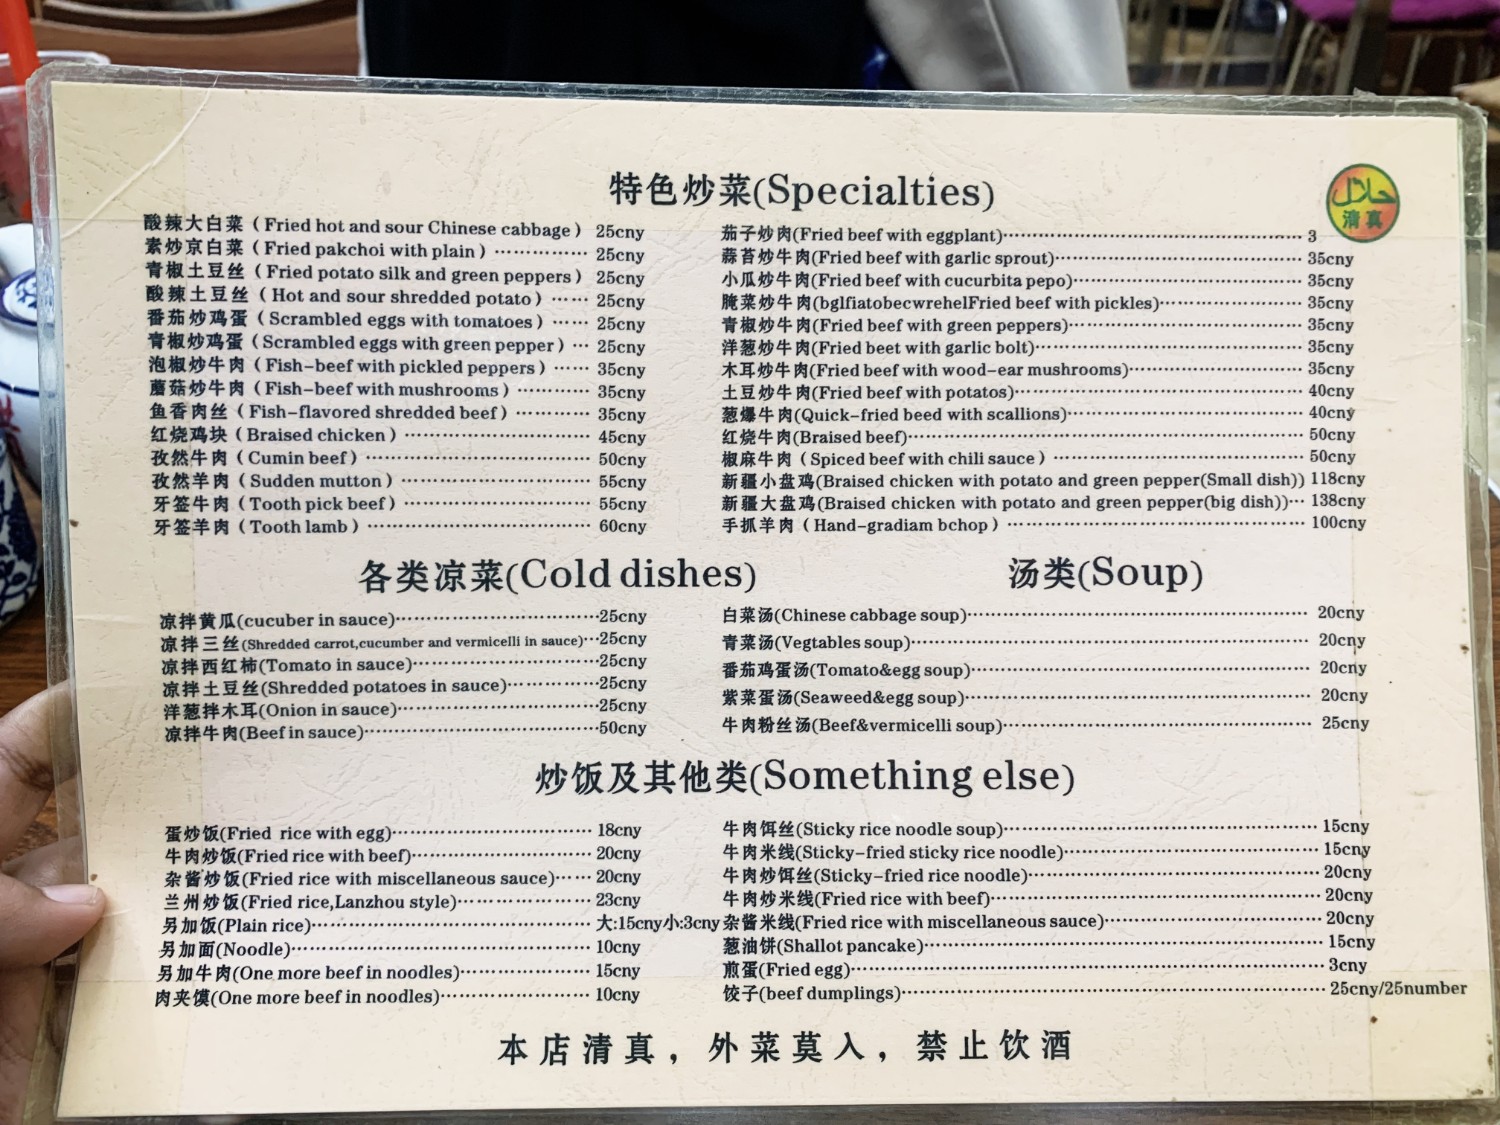 特色炒菜(Specialties)
حلال
清真
酸辣大白菜(Fried hot and sour Chinese cabbage) 25cny
素炒京白菜(Fried pakchoi with plain)············· 25cny
青椒土豆丝(Fried potato silk and green peppers) 25cny
酸辣土豆丝(Hot and sour shredded potato)······ 25cny
番茄炒鸡蛋(Scrambled eggs with tomatoes)······ 25cny
青椒炒鸡蛋(Scrambled eggs with green pepper)··· 25cny
泡椒炒牛肉(Fish-beef with pickled peppers)······ 35cny
蘑菇炒牛肉(Fish-beef with mushrooms)············ 35cny
鱼香肉丝(Fish-flavored shredded beef)············ 35cny
红烧鸡块(Braised chicken)························ 45cny
孜然牛肉(Cumin beef)······························ 50cny
孜然羊肉(Sudden mutton)························ 55cny
牙签牛肉(Tooth pick beef)························ 55cny
牙签羊肉(Tooth lamb)······························ 60cny
茄子炒肉(Fried beef with eggplant)········································ 3
蒜苔炒牛肉(Fried beef with garlic sprout)································ 35cny
小瓜炒牛肉(Fried beef with cucurbita pepo)······························ 35cny
腌菜炒牛肉(bglfiatobecwrehelFried beef with pickles)·················· 35cny
青椒炒牛肉(Fried beef with green peppers)······························ 35cny
洋葱炒牛肉(Fried beet with garlic bolt)···································· 35cny
木耳炒牛肉(Fried beef with wood-ear mushrooms)······················ 35cny
土豆炒牛肉(Fried beef with potatos)······································ 40cny
葱爆牛肉(Quick-fried beed with scallions)······························ 40cny
红烧牛肉(Braised beef)···················································· 50cny
椒麻牛肉(Spiced beef with chili sauce)·································· 50cny
新疆小盘鸡(Braised chicken with potato and green pepper(Small dish)) 118cny
新疆大盘鸡(Braised chicken with potato and green pepper(big dish))··· 138cny
手抓羊肉(Hand-gradiam bchop)········································ 100cny
各类凉菜(Cold dishes)
凉拌黄瓜(cucuber in sauce)·····························25cny
凉拌三丝(Shredded carrot,cucumber and vermicelli in sauce)···25cny
凉拌西红柿(Tomato in sauce)···························25cny
凉拌土豆丝(Shredded potatoes in sauce)··············25cny
洋葱拌木耳(Onion in sauce)·····························25cny
凉拌牛肉(Beef in sauce)·································50cny
汤类(Soup)
白菜汤(Chinese cabbage soup)············································ 20cny
青菜汤(Vegtables soup)···················································· 20cny
番茄鸡蛋汤(Tomato&egg soup)············································ 20cny
紫菜蛋汤(Seaweed&egg soup)············································ 20cny
牛肉粉丝汤(Beef&vermicelli soup)······································ 25cny
炒饭及其他类(Something else)
蛋炒饭(Fried rice with egg)·························· 18cny
牛肉炒饭(Fried rice with beef)······················· 20cny
杂酱炒饭(Fried rice with miscellaneous sauce)······ 20cny
兰州炒饭(Fried rice,Lanzhou style)·················· 23cny
另加饭(Plain rice)···································· 大:15cny小:3cny
另加面(Noodle)······································· 10cny
另加牛肉(One more beef in noodles)················· 15cny
肉夹馍(One more beef in noodles)···················· 10cny
牛肉饵丝(Sticky rice noodle soup)········································ 15cny
牛肉米线(Sticky-fried sticky rice noodle)································ 15cny
牛肉炒饵丝(Sticky-fried rice noodle)······································ 20cny
牛肉炒米线(Fried rice with beef)·········································· 20cny
杂酱米线(Fried rice with miscellaneous sauce)·························· 20cny
葱油饼(Shallot pancake)···················································· 15cny
煎蛋(Fried egg)······························································ 3cny
饺子(beef dumplings)······················································ 25cny/25number
本店清真，外菜莫入，禁止饮酒